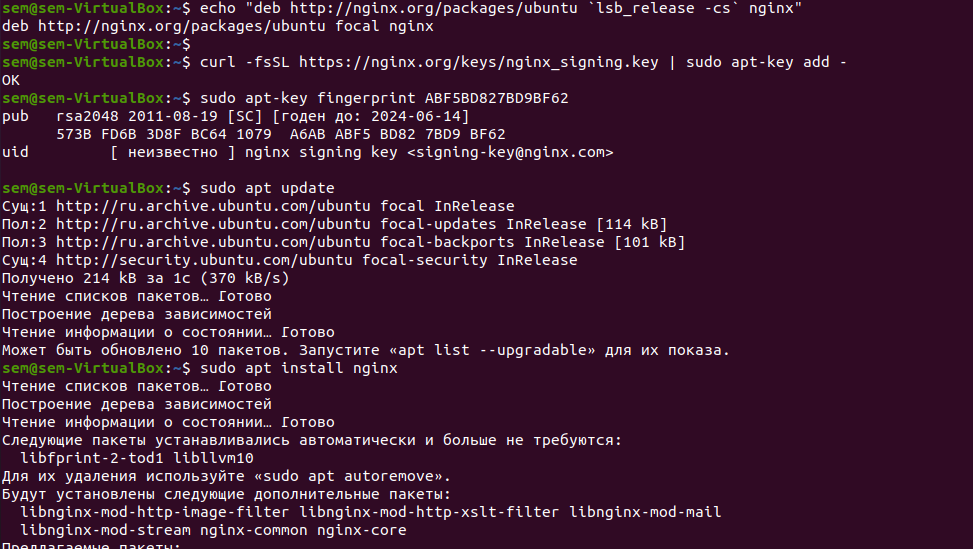 sem@sem-VirtualBox:~$ echo "deb http://nginx.org/packages/ubuntu `lsb_release -cs` nginx"
deb http://nginx.org/packages/ubuntu focal nginx
sem@sem-VirtualBox:~$
sem@sem-VirtualBox:~$ curl -fsSL https://nginx.org/keys/nginx_signing.key | sudo apt-key add -
OK
sem@sem-VirtualBox:~$ sudo apt-key fingerprint ABF5BD827BD9BF62
pub   rsa2048 2011-08-19 [SC] [годен до: 2024-06-14]
      573B FD6B 3D8F BC64 1079  A6AB ABF5 BD82 7BD9 BF62
uid         [ неизвестно ] nginx signing key <signing-key@nginx.com>
sem@sem-VirtualBox:~$ sudo apt update
Сущ:1 http://ru.archive.ubuntu.com/ubuntu focal InRelease
Пол:2 http://ru.archive.ubuntu.com/ubuntu focal-updates InRelease [114 kB]
Пол:3 http://ru.archive.ubuntu.com/ubuntu focal-backports InRelease [101 kB]
Сущ:4 http://security.ubuntu.com/ubuntu focal-security InRelease
Получено 214 kB за 1с (370 kB/s)
Чтение списков пакетов… Готово
Построение дерева зависимостей
Чтение информации о состоянии… Готово
Может быть обновлено 10 пакетов. Запустите «apt list --upgradable» для их показа.
sem@sem-VirtualBox:~$ sudo apt install nginx
Чтение списков пакетов… Готово
Построение дерева зависимостей
Чтение информации о состоянии… Готово
Следующие пакеты устанавливались автоматически и больше не требуются:
  libfprint-2-tod1 libllvm10
Для их удаления используйте «sudo apt autoremove».
Будут установлены следующие дополнительные пакеты:
  libnginx-mod-http-image-filter libnginx-mod-http-xslt-filter libnginx-mod-mail
  libnginx-mod-stream nginx-common nginx-core
Предлагаемые пакеты: